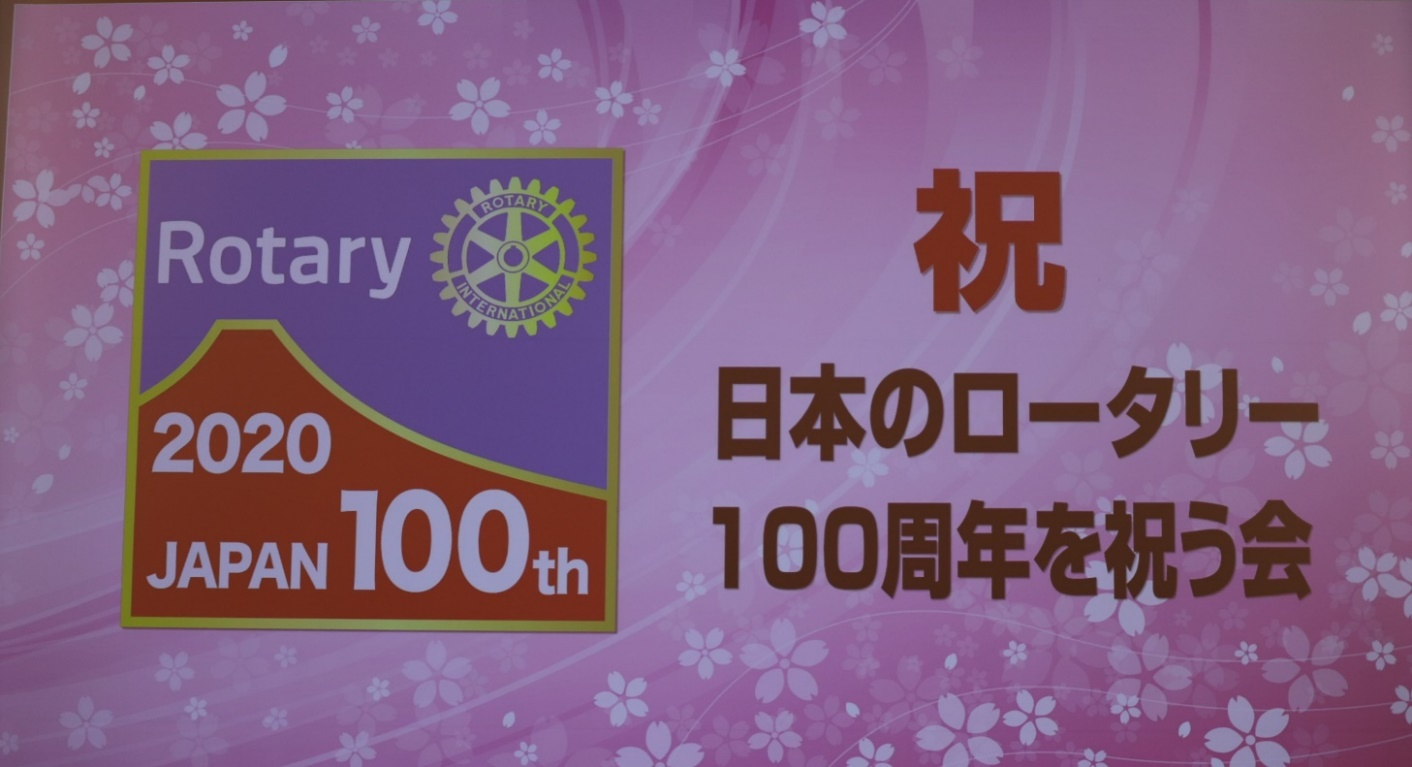 Rotary
ROTARY
INTERNATIONAL
2020
JAPAN 100th
祝
日本のロータリー
100周年を祝う会